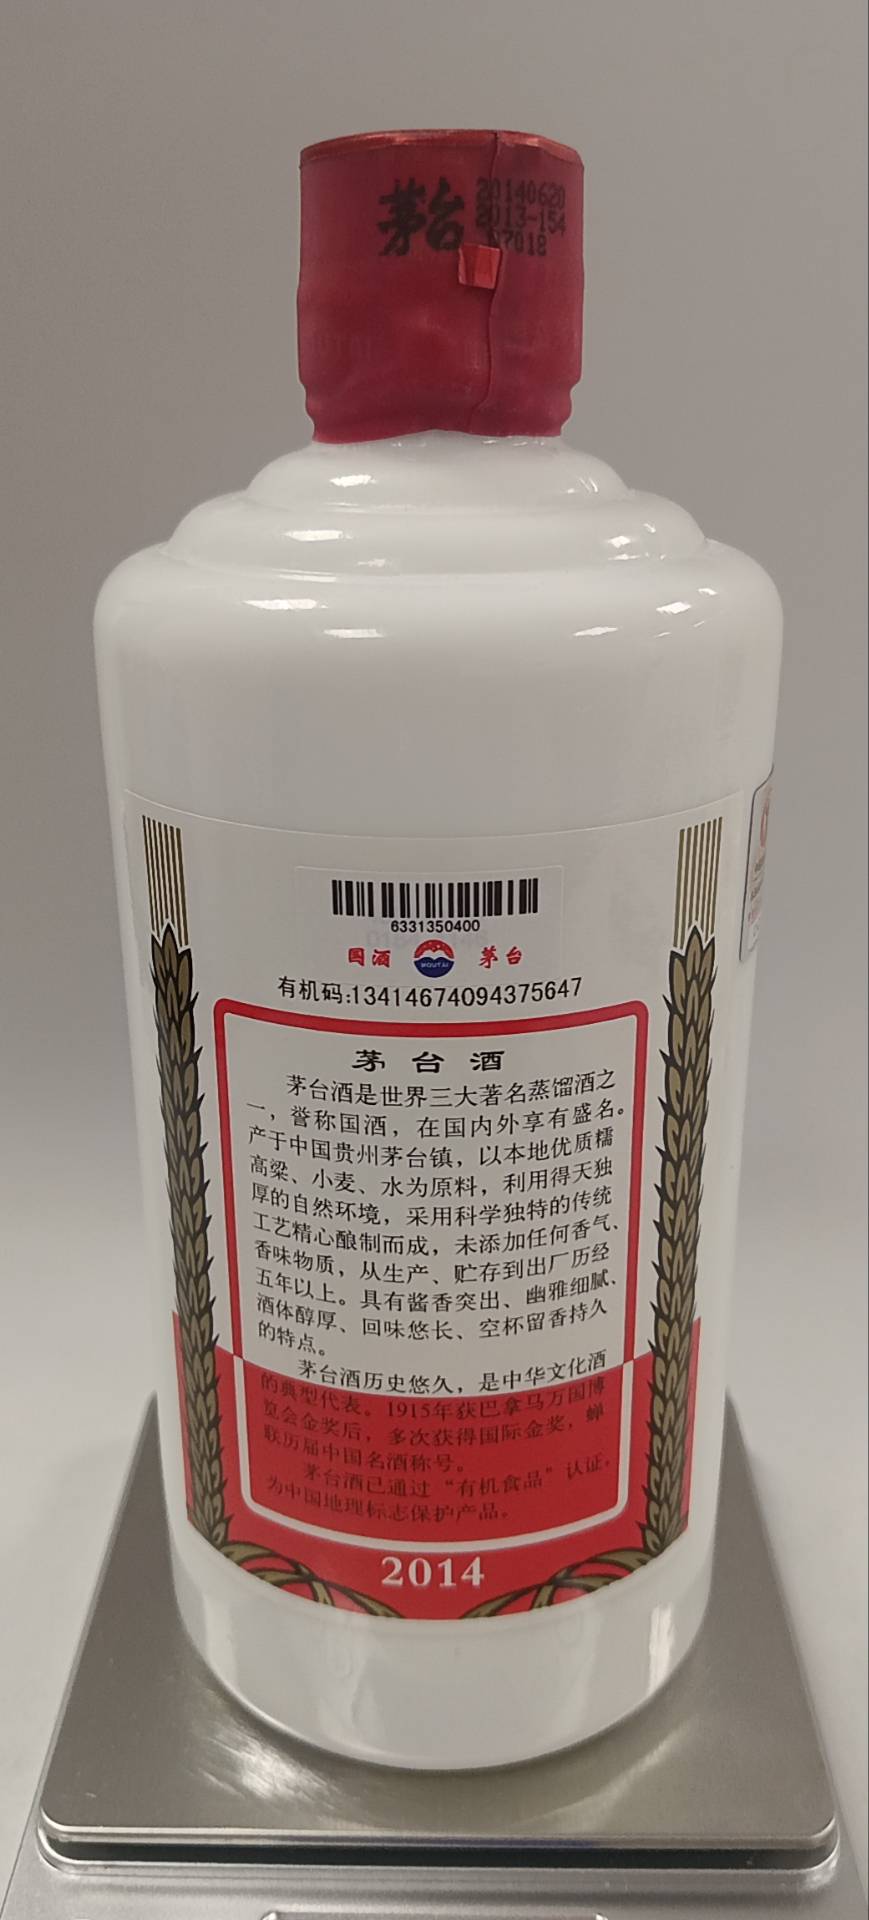 茅台
20140620
2013-154
07018
6331350400
国酒
MOUTAI
茅台
有机码:13414674094375647
茅台酒
茅台酒是世界三大著名蒸馏酒之
一，誉称国酒，在国内外享有盛名。
产于中国贵州茅台镇，以本地优质糯
高粱、小麦、水为原料，利用得天独
厚的自然环境，采用科学独特的传统
工艺精心酿制而成，未添加任何香气、
香味物质，从生产、贮存到出厂历经
五年以上。具有酱香突出、幽雅细腻、
酒体醇厚、回味悠长、空杯留香持久
的特点。
茅台酒历史悠久，是中华文化酒
的典型代表。1915年获巴拿马万国博
览会金奖后，多次获得国际金奖，蝉
联历届中国名酒称号。
茅台酒已通过“有机食品”认证，
为中国地理标志保护产品。
2014